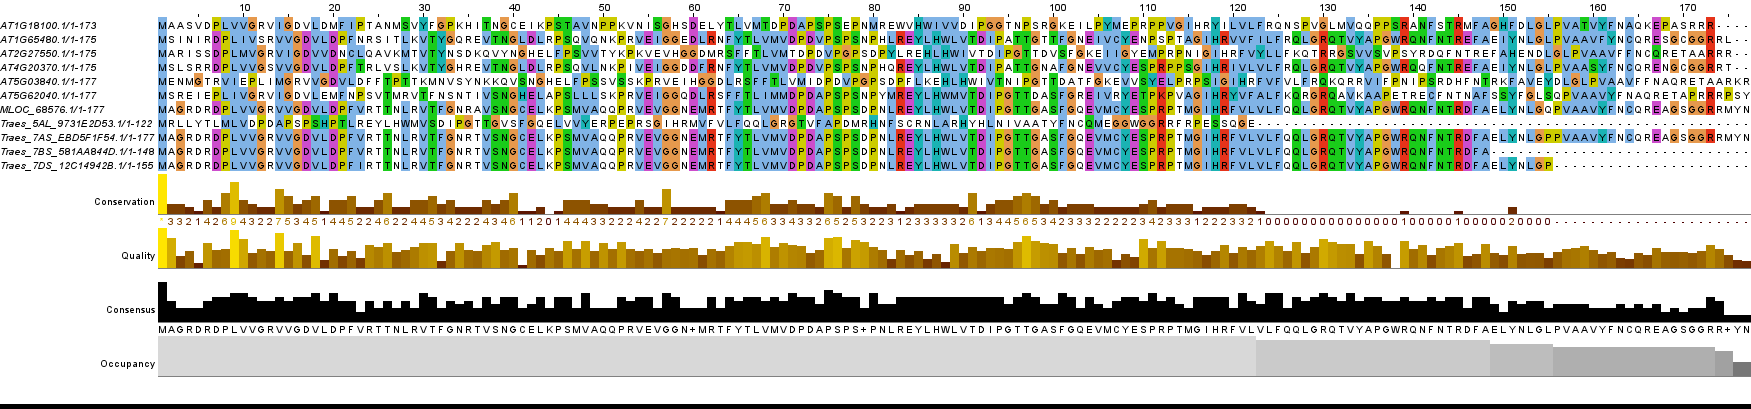 10 20 30 40 50 60 70 80 90 100 110 120 130 140 150 160 170
AT1G18100.1/1-173 MAASVDPLVVGRVIGDVLDMFIPTANMSVYFGPKHITNGCEIKPSTAVNPPKVNISGHSDELYTLVMTDPDAPSPSEPNMREWVHWIVVDIPGGTNPSRGKEILPYMEPRPPVGIHRYILVLFRQNSPVGLMVQQPPSRANFSTRMFAGHFDLGLPVATVYFNAQKEPASRRR----
AT1G65480.1/1-175 MSINIRDPLIVSRVVGDVLDPFNRSITLKVTYGQREVTNGLDLRPSQVQNKPRVEIGGEDLRNFYTLVMVDPDVPSPSNPHLREYLHWLVTDIPATTGTTFGNEIVCYENPSPTAGIHRVVFILFRQLGRQTVYAPGWRQNFNTREFAEIYNLGLPVAAVFYNCQRESGCGGRRL--
AT2G27550.1/1-175 MARISSDPLMVGRVIGDVVDNCLQAVKMTVTYNSDKQVYNGHELFPSVVTYKPKVEVHGGDMRSFFTLVMTDPDVPGPSDPYLREHLHWIVTDIPGTTDVSFGKEIIGYEMPRPNIGIHRFVYLLFKQTRRGSVVSVPSYRDQFNTREFAHENDLGLPVAAVFFNCQRETAARRR--
AT4G20370.1/1-175 MSLSRRDPLVVGSVVGDVLDPFTRLVSLKVTYGHREVTNGLDLRPSQVLNKPIVEIGGDDFRNFYTLVMVDPDVPSPSNPHQREYLHWLVTDIPATTGNAFGNEVVCYESPRPPSGIHRIVLVLFRQLGRQTVYAPGWRQQFNTREFAEIYNLGLPVAASYFNCQRENGCGGRRT--
AT5G03840.1/1-177 MENMGTRVIEPLIMGRVVGDVLDFFTPTTKMNVSYNKKQVSNGHELFPSSVSSKPRVEIHGGDLRSFFTLVMIDPDVPGPSDPFLKEHLHWIVTNIPGTTDATFGKEVVSYELPRPSIGIHRFVFVLFRQKQRRVIFPNIPSRDHFNTRKFAVEYDLGLPVAAVFFNAQRETAARKR
AT5G62040.1/1-177 MSREIEPLIVGRVIGDVLEMFNPSVTMRVTFNSNTIVSNGHELAPSLLLSKPRVEIGGQDLRSFFTLIMMDPDAPSPSNPYMREYLHWMVTDIPGTTDASFGREIVRYETPKPVAGIHRYVFALFKQRGRQAVKAAPETRECFNTNAFSSYFGLSQPVAAVYFNAQRETAPRRRPSY
MLOC_68576.1/1-177 MAGRDRDPLVVGRVVGDVLDPFVRTTNLRVTFGNRAVSNGCELKPSMVAQQPRVEVGGNEMRTFYTLVMVDPDAPSPSDPNLREYLHWLVTDIPGTTGASFGQEVMCYESPRPTMGIHRFVLVLFQQLGRQTVYAPGWRQNFNTRDFAELYNLGQPVAAVYFNCQREAGSGGRRMYN
Traes_5AL_9731E2D53.1/1-122 MRLLYTLMLVDPDAPSPSHPTLREYLHWMVSDIPGTTGVSFGQELVVYERPEPRSGIHRMVFVLFQQLGRGTVFAPDMRHNFSCRNLARHYHLNIVAATYFNCQMEGGWGGRRFRPESSQGE
Traes_7AS_EBD5F1F54.1/1-177 MAGRDRDPLVVGRVVGDVLDPFVRTTNLRVTFGNRTVSNGCELKPSMVAQQPRVEVGGNEMRTFYTLVMVDPDAPSPSDPNLREYLHWLVTDIPGTTGASFGQEVMCYESPRPTMGIHRFVLVLFQQLGRQTVYAPGWRQNFNTRDFAELYNLGPPVAAVYFNCQREAGSGGRRMYN
Traes_7BS_581AA844D.1/1-148 MAGRDRDPLVVGRVVGDVLDPFVRTTNLRVTFGNRTVSNGCELKPSMVAQQPRVEVGGNEMRTFYTLVMVDPDAPSPSDPNLREYLHWLVTDIPGTTGASFGQEVMCYESPRPTMGIHRFVLVLFQQLGRQTVYAPGWRQNFNTRDFA
Traes_7DS_12C14942B.1/1-155 MAGRDRDPLVVGRVVGDVLDPFIRTTNLRVTFGNRTVSNGCELKPSMVAQQPRVEVGGNEMRTFYTLVMVDPDAPSPSDPNLREYLHWLVTDIPGTTGASFGQEVMCYESPRPTMGIHRFVLVLFQQLGRQTVYAPGWRQNFNTRDFAELYNLGP
Conservation
Quality
Consensus
MAGRDRDPLVVGRVVGDVLDPFVRTTNLRVTFGNRTVSNGCELKPSMVAQQPRVEVGGN+MRTFYTLVMVDPDAPSPS+PNLREYLHWLVTDIPGTTGASFGQEVMCYESPRPTMGIHRFVLVLFQQLGRQTVYAPGWRQNFNTRDFAELYNLGLPVAAVYFNCQREAGSGGRR+YN
Occupancy